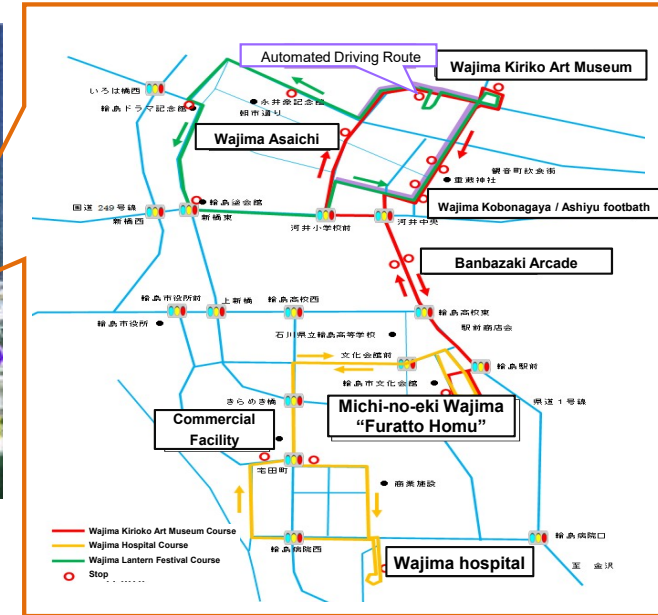 Automated Driving Route
Wajima Kiriko Art Museum
いろは橋西
輪島ドラマ記念館
永井豪記念館
朝市通り
Wajima Asaichi
観音町飲食街
重蔵神社
Wajima Kobonagaya / Ashiyu footbath
国道249号線
新橋西
輪島漆会館
新橋東
河井小学校前
河井中央
Banbazaki Arcade
輪島市役所前
上新橋
輪島高校西
輪島高校東
輪島市役所
石川県立輪島高等学校
駅前商店会
文化会館前
輪島駅前
輪島市文化会館
きらめき橋
県道1号線
Michi-no-eki Wajima
“Furatto Homu”
Commercial
Facility
宅田町
商業施設
Wajima Kirioko Art Museum Course
Wajima Hospital Course
Wajima Lantern Festival Course
Stop
輪島病院西
輪島病院口
Wajima hospital
至 金沢